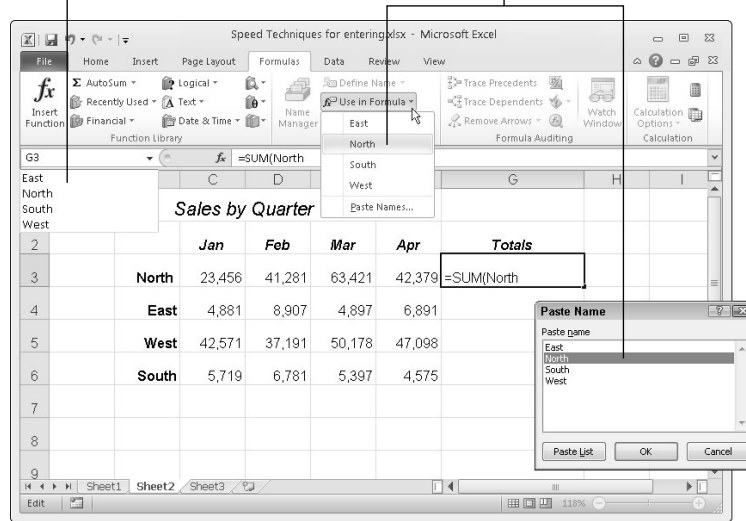 Speed Techniques for entering.xlsx - Microsoft Excel
File Home Insert Page Layout Formulas Data Review View
Insert Function
Σ AutoSum
Recently Used
Financial
Logical
Text
Date & Time
Function Library
Name Manager
Define Name
Use in Formula
Trace Precedents
Trace Dependents
Remove Arrows
Formula Auditing
Watch Window
Calculation Options
Calculation
East
North
South
West
Paste Names...
G3 fx =SUM(North
East
North
South
West
C D G H I
Sales by Quarter
2 Jan Feb Mar Apr Totals
3 North 23,456 41,281 63,421 42,379 =SUM(North
4 East 4,881 8,907 4,897 6,891
5 West 42,571 37,191 50,178 47,098
6 South 5,719 6,781 5,397 4,575
7
8
9
Paste Name
Paste name
East
North
South
West
Paste List OK Cancel
Sheet1 Sheet2 Sheet3
Edit 118%